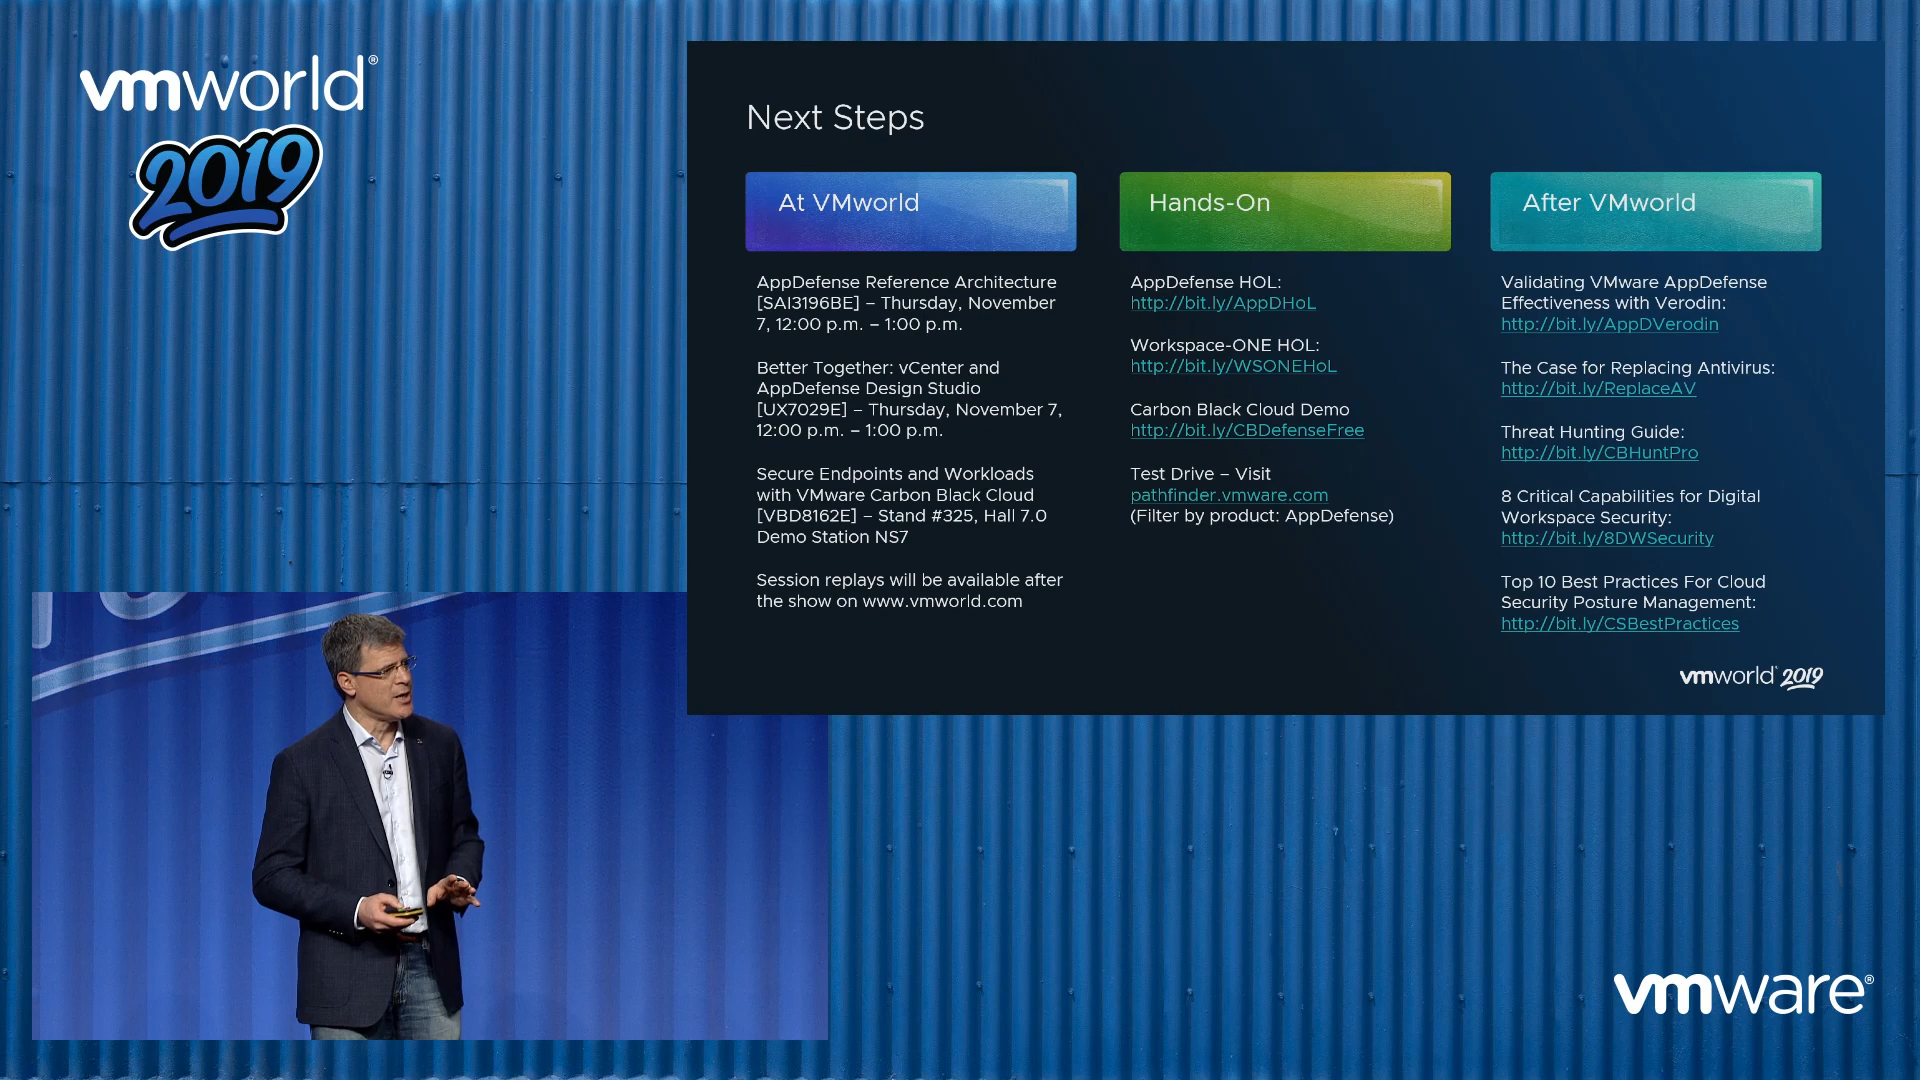 vmworld®
2019
Next Steps
At VMworld
AppDefense Reference Architecture
[SAI3196BE] – Thursday, November
7, 12:00 p.m. – 1:00 p.m.
Better Together: vCenter and
AppDefense Design Studio
[UX7029E] – Thursday, November 7,
12:00 p.m. – 1:00 p.m.
Secure Endpoints and Workloads
with VMware Carbon Black Cloud
[VBD8162E] – Stand #325, Hall 7.0
Demo Station NS7
Session replays will be available after
the show on www.vmworld.com
Hands-On
AppDefense HOL:
http://bit.ly/AppDHoL
Workspace-ONE HOL:
http://bit.ly/WSONEHoL
Carbon Black Cloud Demo
http://bit.ly/CBDefenseFree
Test Drive – Visit
pathfinder.vmware.com
(Filter by product: AppDefense)
After VMworld
Validating VMware AppDefense
Effectiveness with Verodin:
http://bit.ly/AppDVerodin
The Case for Replacing Antivirus:
http://bit.ly/ReplaceAV
Threat Hunting Guide:
http://bit.ly/CBHuntPro
8 Critical Capabilities for Digital
Workspace Security:
http://bit.ly/8DWSecurity
Top 10 Best Practices For Cloud
Security Posture Management:
http://bit.ly/CSBestPractices
vmworld® 2019
vmware®